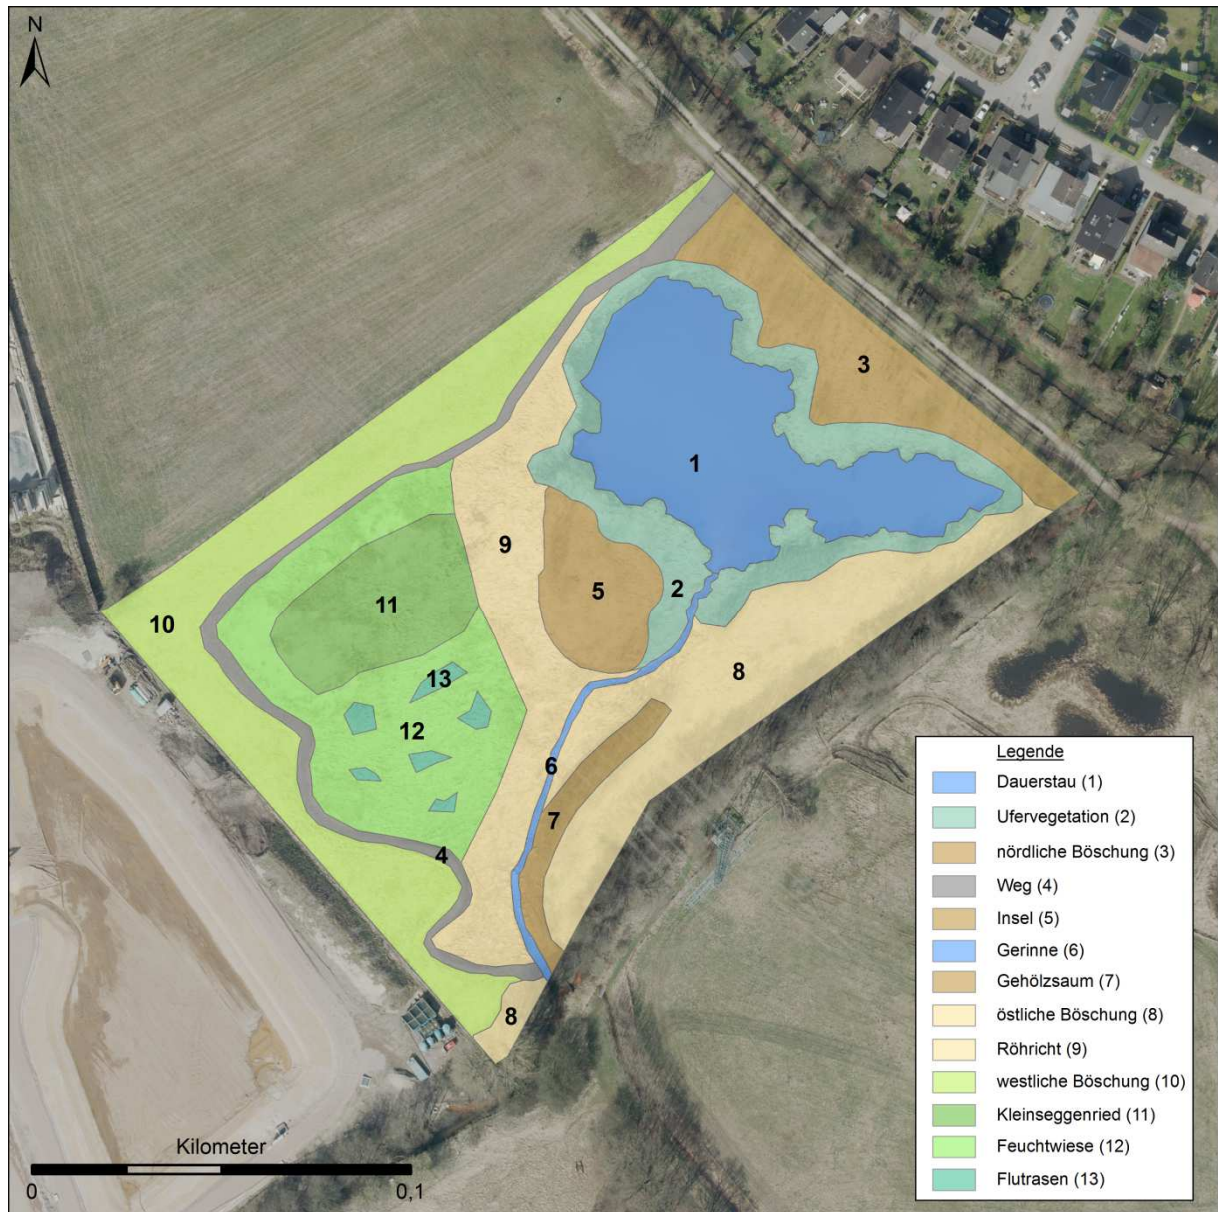 N
3
1
9
2
5
11
10
8
13
12
6
7
4
8
Legende
Dauerstau (1)
Ufervegetation (2)
nördliche Böschung (3)
Weg (4)
Insel (5)
Gerinne (6)
Gehölzsaum (7)
östliche Böschung (8)
Röhricht (9)
westliche Böschung (10)
Kleinseggenried (11)
Feuchtwiese (12)
Flutrasen (13)
Kilometer
0 0,1